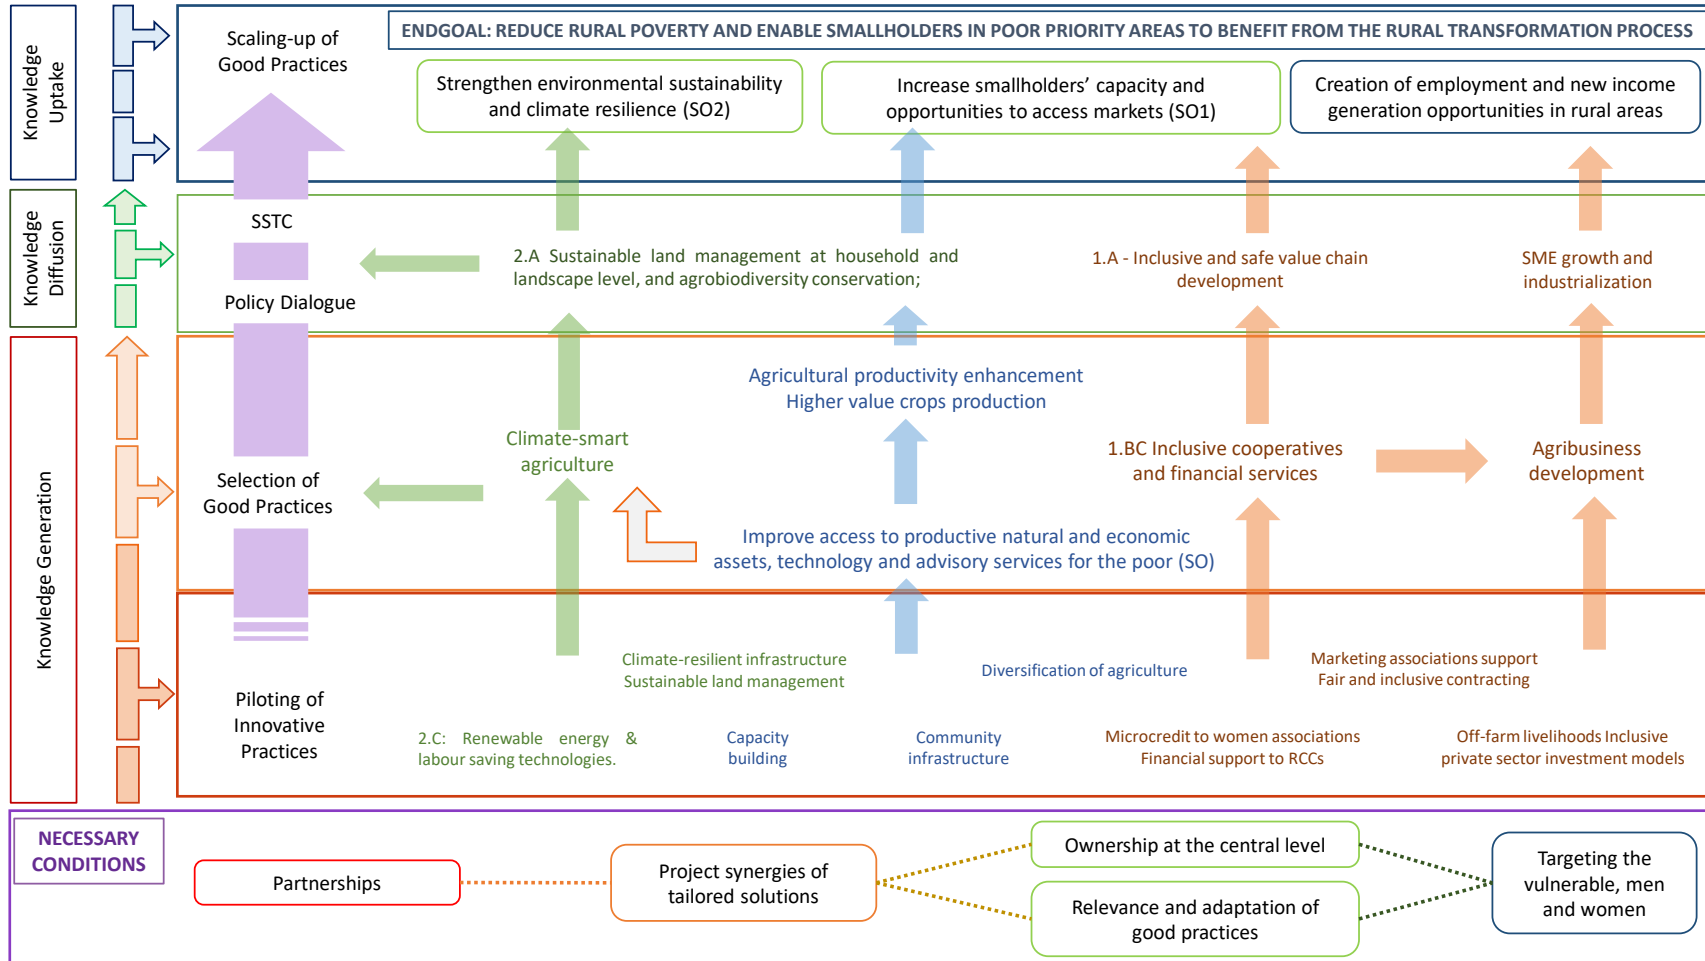 Knowledge
Uptake
Scaling-up of
Good Practices
ENDGOAL: REDUCE RURAL POVERTY AND ENABLE SMALLHOLDERS IN POOR PRIORITY AREAS TO BENEFIT FROM THE RURAL TRANSFORMATION PROCESS
Strengthen environmental sustainability
and climate resilience (SO2)
Increase smallholders’ capacity and
opportunities to access markets (SO1)
Creation of employment and new income
generation opportunities in rural areas
Knowledge
Diffusion
SSTC
Policy Dialogue
2.A Sustainable land management at household and
landscape level, and agrobiodiversity conservation;
1.A - Inclusive and safe value chain
development
SME growth and
industrialization
Knowledge Generation
Agricultural productivity enhancement
Higher value crops production
Climate-smart
agriculture
1.BC Inclusive cooperatives
and financial services
Agribusiness
development
Selection of
Good Practices
Improve access to productive natural and economic
assets, technology and advisory services for the poor (SO)
Piloting of
Innovative
Practices
Climate-resilient infrastructure
Sustainable land management
Diversification of agriculture
Marketing associations support
Fair and inclusive contracting
2.C: Renewable energy &
labour saving technologies.
Capacity
building
Community
infrastructure
Microcredit to women associations
Financial support to RCCs
Off-farm livelihoods Inclusive
private sector investment models
NECESSARY
CONDITIONS
Partnerships
Project synergies of
tailored solutions
Ownership at the central level
Relevance and adaptation of
good practices
Targeting the
vulnerable, men
and women